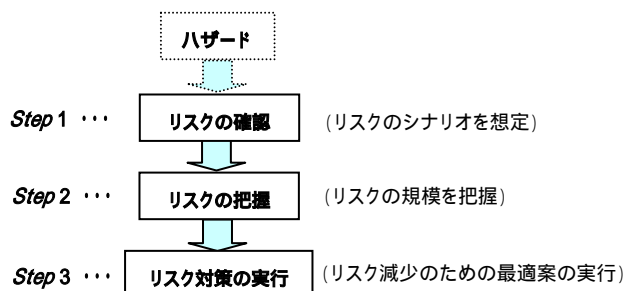 ハザード
Step 1 ・・・ リスクの確認 (リスクのシナリオを想定)
Step 2 ・・・ リスクの把握 (リスクの規模を把握)
Step 3 ・・・ リスク対策の実行 (リスク減少のための最適案の実行)